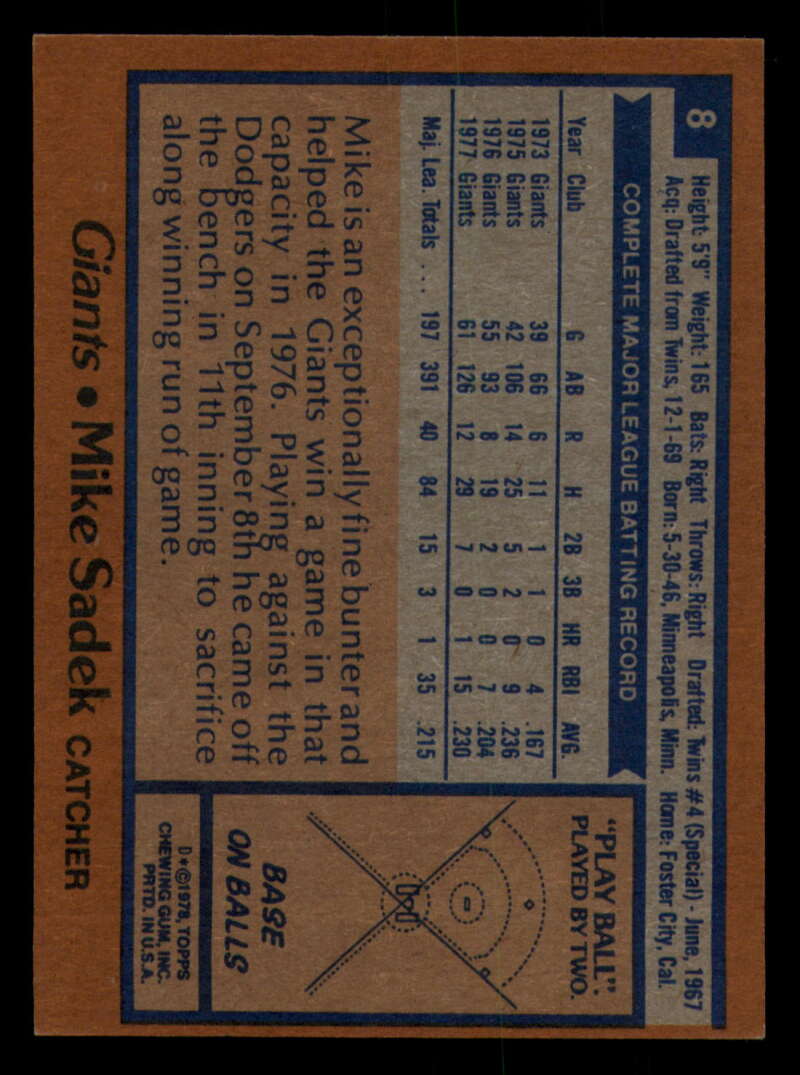 8
Height: 5'9" Weight: 165 Bats: Right Throws: Right Drafted: Twins #4 (Special) - June, 1967
Acq: Drafted from Twins, 12-1-69 Born: 5-30-46, Minneapolis, Minn. Home: Foster City, Cal.
COMPLETE MAJOR LEAGUE BATTING RECORD
Year Club G AB R H 2B 3B HR RBI AVG.
1973 Giants 39 66 6 11 1 1 0 4 .167
1975 Giants 42 106 14 25 5 2 0 9 .236
1976 Giants 55 93 8 19 2 0 0 7 .204
1977 Giants 61 126 12 29 7 0 1 15 .230
Maj. Lea. Totals .... 197 391 40 84 15 3 1 35 .215
Mike is an exceptionally fine bunter and
helped the Giants win a game in that
capacity in 1976. Playing against the
Dodgers on September 8th he came off
the bench in 11th inning to sacrifice
along winning run of game.
"PLAY BALL":
PLAYED BY TWO.
BASE
ON BALLS
D*©1978, TOPPS
CHEWING GUM, INC.
PRTD. IN U.S.A.
Giants • Mike Sadek CATCHER